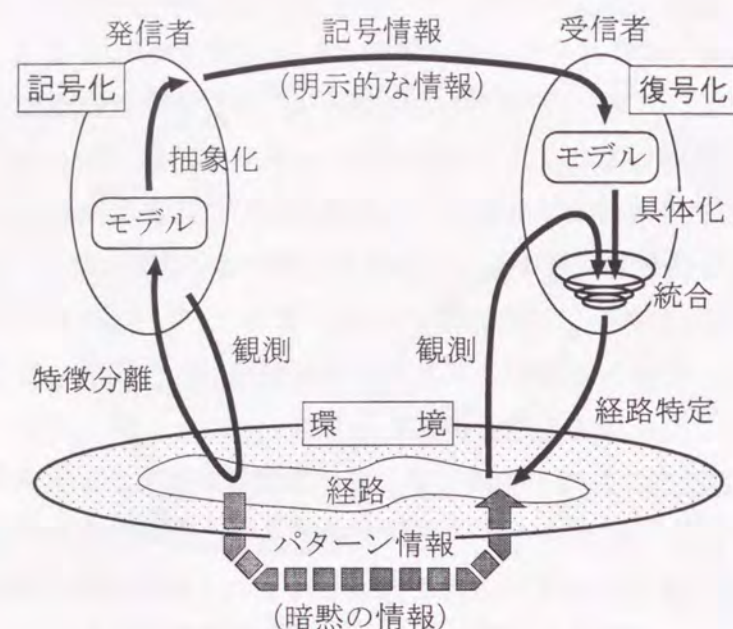 発信者
記号情報
受信者
記号化
(明示的な情報)
復号化
抽象化
モデル
モデル
具体化
統合
観測
観測
特徴分離
経路特定
環境
経路
パターン情報
(暗黙の情報)